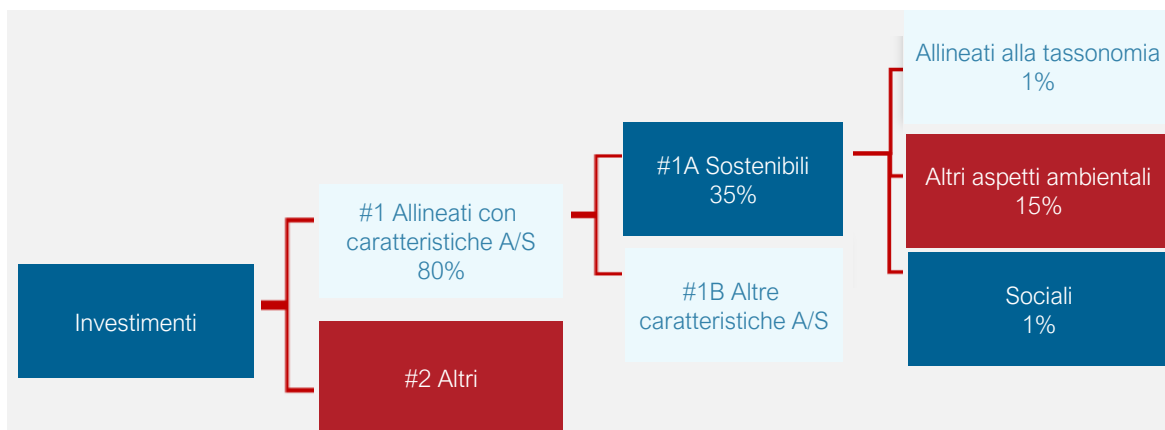 Investimenti
#1 Allineati con
caratteristiche A/S
80%
#2 Altri
#1A Sostenibili
35%
#1B Altre
caratteristiche A/S
Allineati alla tassonomia
1%
Altri aspetti ambientali
15%
Sociali
1%